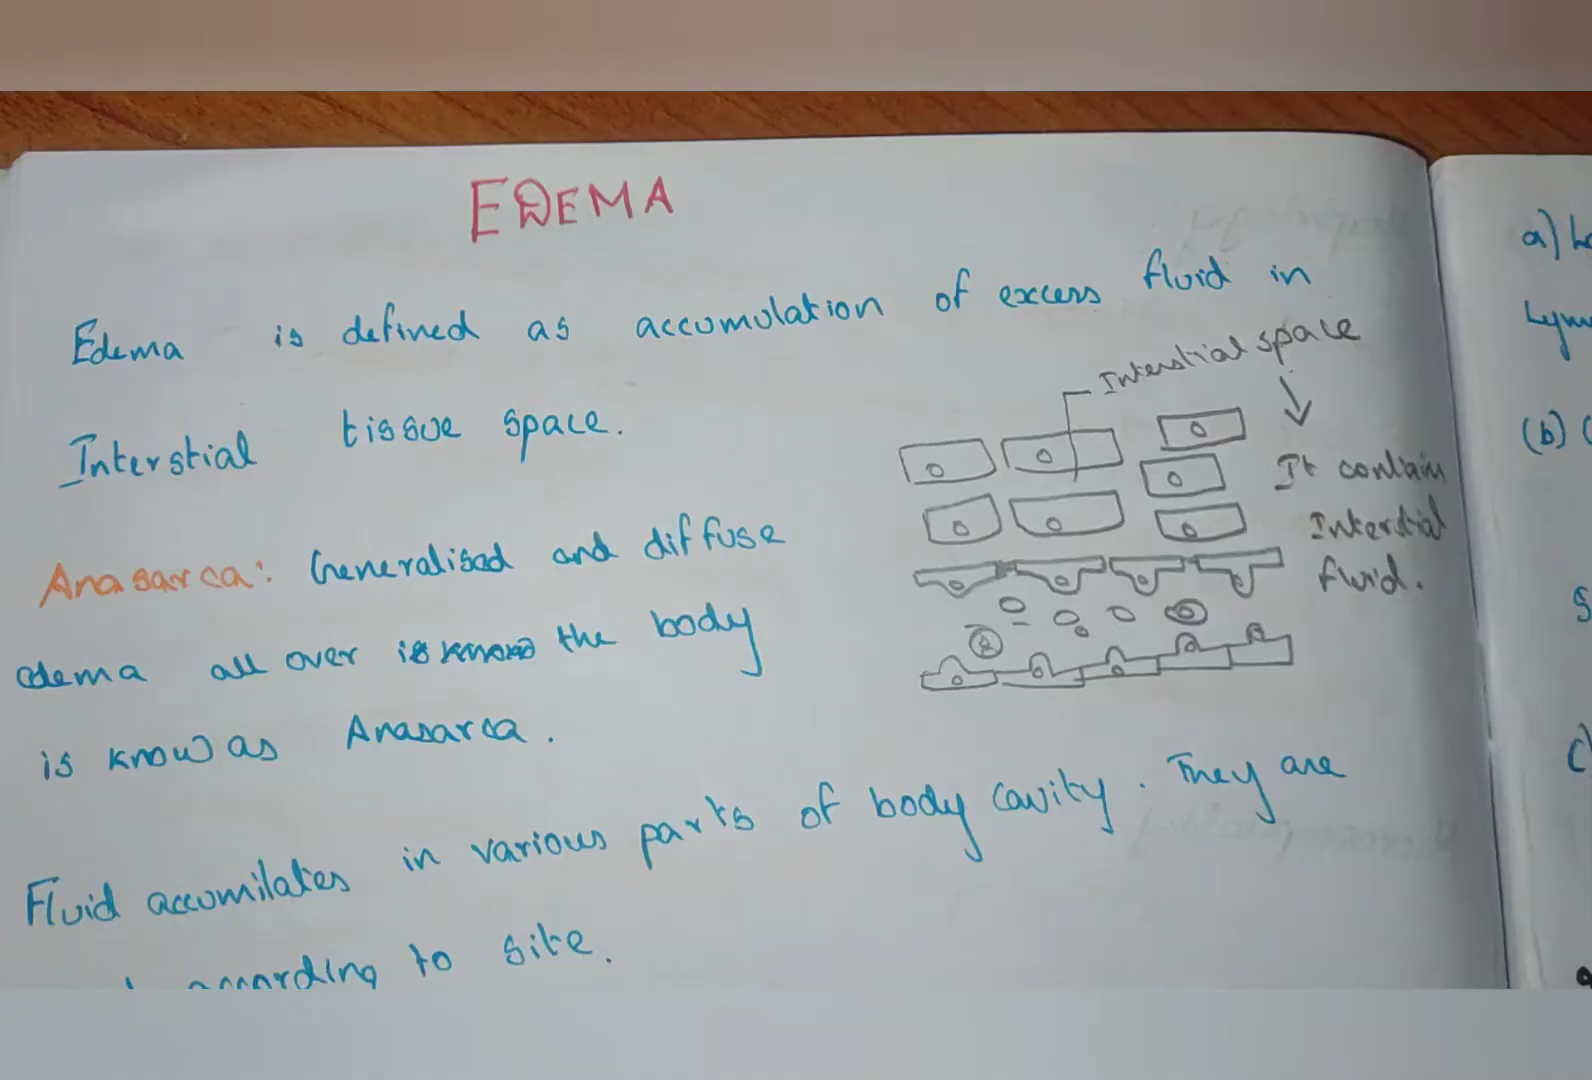 EDEMA
Edema is defined as accumulation of excess fluid in
Interstial tissue space.
Interstial space
It contain
Interstial
fluid.
Anasarca: Generalised and diffuse
edema all over the body
is know as Anasarca.
Fluid accumilates in various parts of body cavity. They are
according to site.
a)
(b)